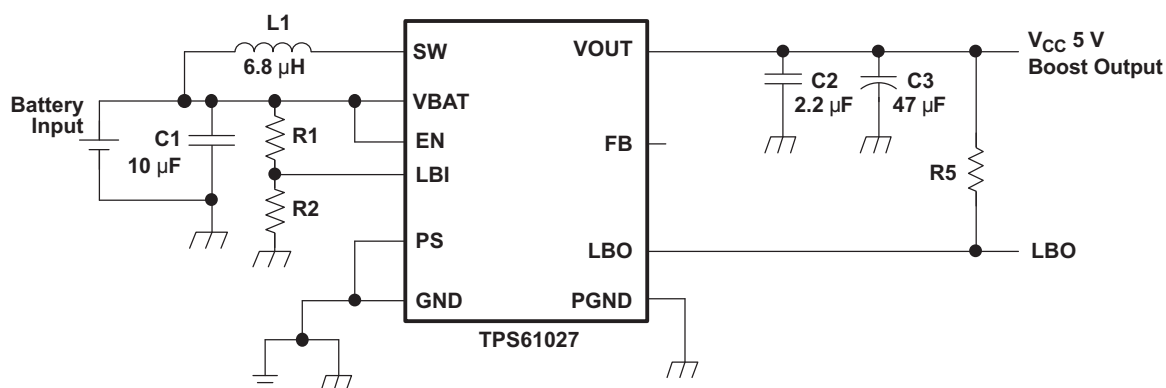 L1
6.8 µH
SW
VOUT
V_CC 5 V
Boost Output
Battery
Input
VBAT
C1
10 µF
R1
EN
LBI
R2
C2
2.2 µF
C3
47 µF
FB
R5
PS
LBO
LBO
GND
PGND
TPS61027